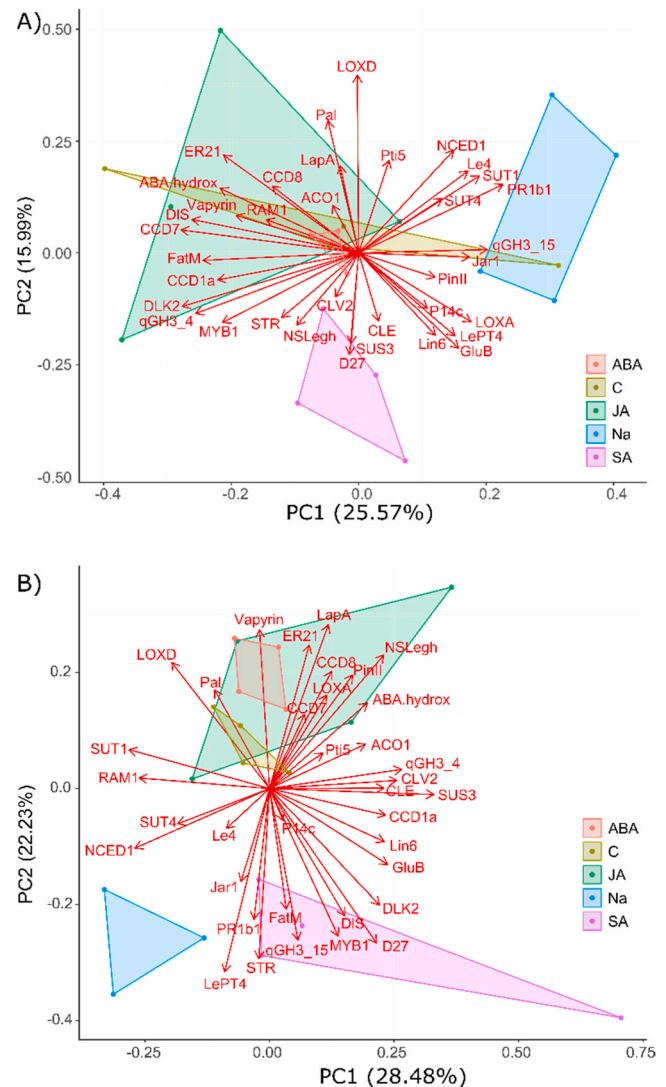 A)
0.50
LOXD
Pal
ER21
Pti5
NCED1
0.25
LapA
CCD8
Le4
SUT1
ABA.hydrox
ACO1
PR1b1
Vapyrin
RAM1
SUT4
DIS
CCD7
qGH3_15
PC2 (15.99%)
0.00
FatM
Jar1
PinII
CCD1a
CLV2
P14c
DLK2
qGH3_4
STR
CLE
LOXA
MYB1
NSLegh
LePT4
SUS3
Lin6
GluB
D27
-0.25
ABA
C
JA
Na
SA
-0.50
-0.4
-0.2
0.0
0.2
0.4
PC1 (25.57%)
B)
Vapyrin
LapA
ER21
LOXD
NSLegh
CCD8
PinII
0.2
Pal
LOXA
ABA.hydrox
CCD7
SUT1
Pti5
ACO1
RAM1
qGH3_4
CLV2
PC2 (22.23%)
0.0
CLE
SUS3
CCD1a
SUT4
Le4
P14c
NCED1
Lin6
GluB
ABA
C
JA
Na
SA
Jar1
DLK2
-0.2
PR1b1
FatM
DIS
qGH3_15
MYB1
D27
STR
LePT4
-0.4
-0.25
0.00
0.25
0.50
0.75
PC1 (28.48%)